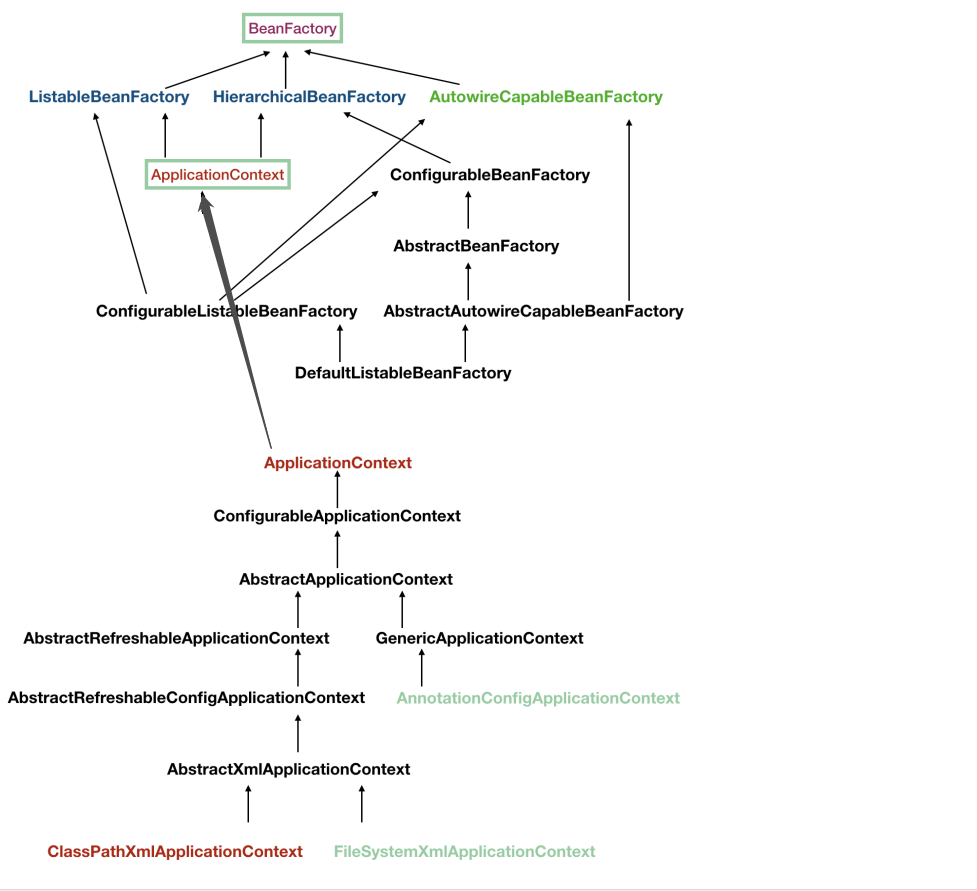 BeanFactory
ListableBeanFactory
HierarchicalBeanFactory
AutowireCapableBeanFactory
ApplicationContext
ConfigurableBeanFactory
AbstractBeanFactory
ConfigurableListableBeanFactory
AbstractAutowireCapableBeanFactory
DefaultListableBeanFactory
ApplicationContext
ConfigurableApplicationContext
AbstractApplicationContext
AbstractRefreshableApplicationContext
GenericApplicationContext
AbstractRefreshableConfigApplicationContext
AnnotationConfigApplicationContext
AbstractXmlApplicationContext
ClassPathXmlApplicationContext
FileSystemXmlApplicationContext